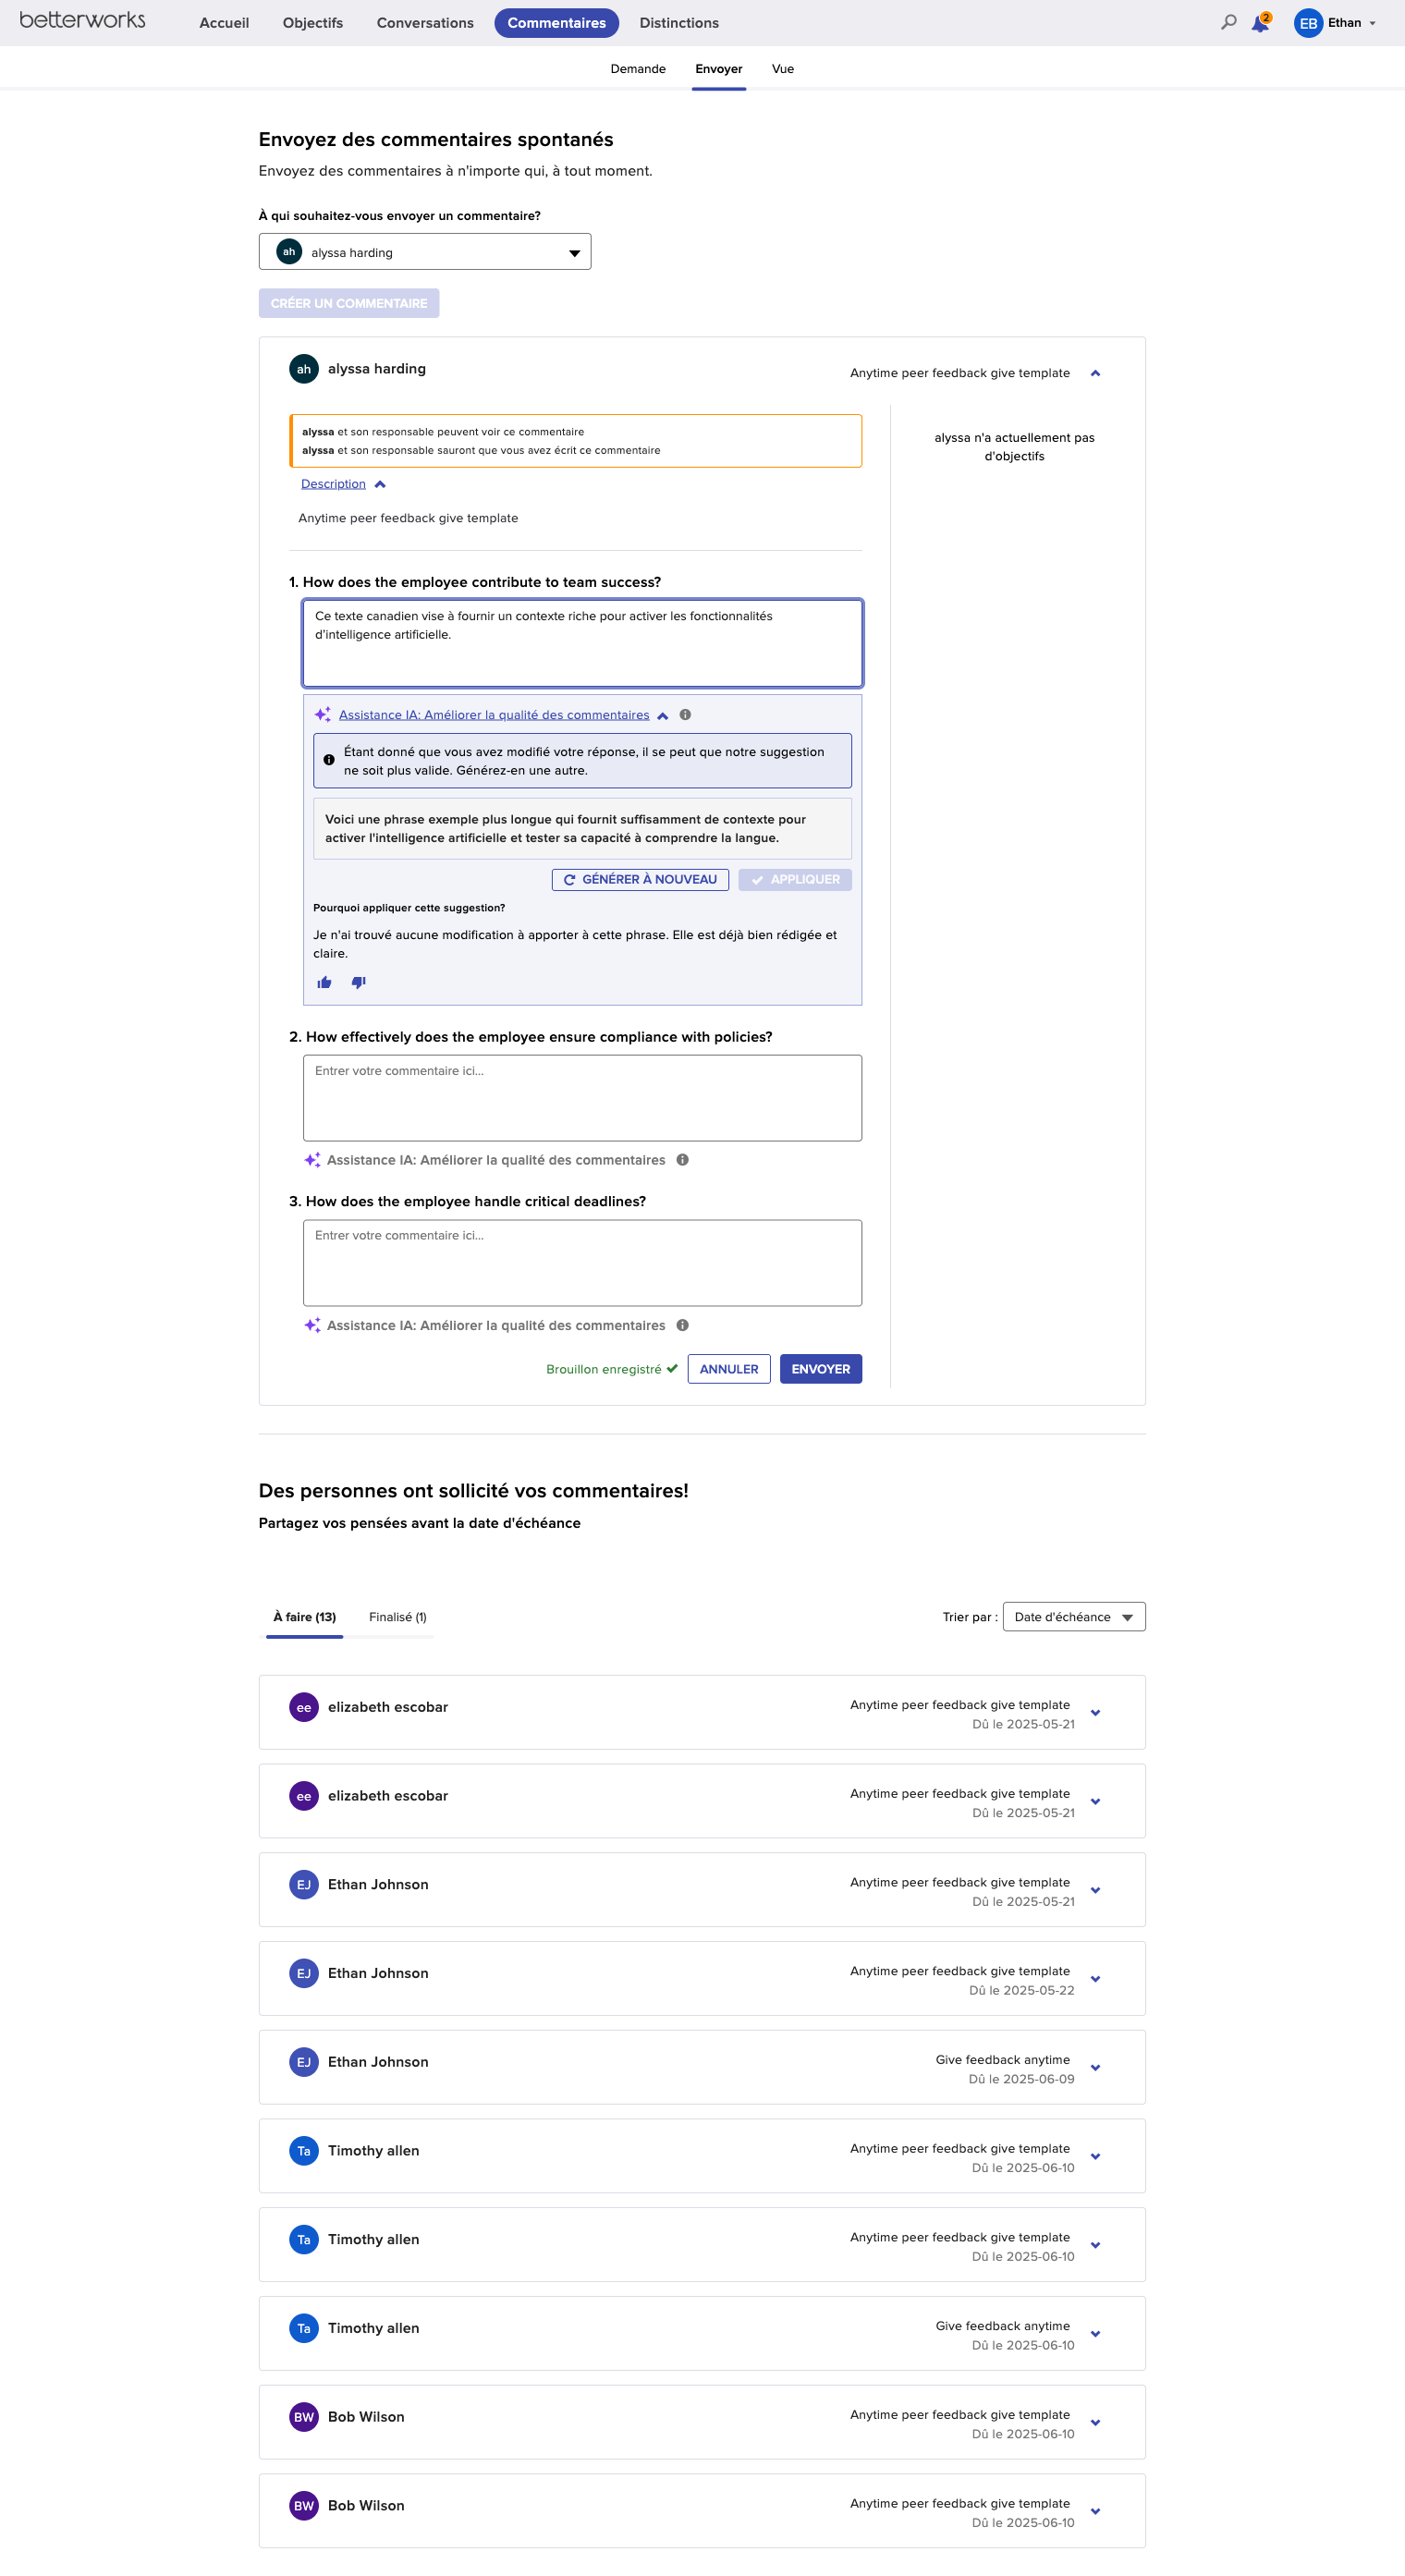 betterworks
Accueil
Objectifs
Conversations
Commentaires
Distinctions
2
EB
Ethan
Demande
Envoyer
Vue
Envoyez des commentaires spontanés
Envoyez des commentaires à n'importe qui, à tout moment.
À qui souhaitez-vous envoyer un commentaire?
ah
alyssa harding
CRÉER UN COMMENTAIRE
ah
alyssa harding
Anytime peer feedback give template
alyssa et son responsable peuvent voir ce commentaire
alyssa et son responsable sauront que vous avez écrit ce commentaire
alyssa n'a actuellement pas
d'objectifs
Description
Anytime peer feedback give template
1. How does the employee contribute to team success?
Ce texte canadien vise à fournir un contexte riche pour activer les fonctionnalités
d'intelligence artificielle.
Assistance IA: Améliorer la qualité des commentaires
Étant donné que vous avez modifié votre réponse, il se peut que notre suggestion
ne soit plus valide. Générez-en une autre.
Voici une phrase exemple plus longue qui fournit suffisamment de contexte pour
activer l'intelligence artificielle et tester sa capacité à comprendre la langue.
GÉNÉRER À NOUVEAU
APPLIQUER
Pourquoi appliquer cette suggestion?
Je n'ai trouvé aucune modification à apporter à cette phrase. Elle est déjà bien rédigée et
claire.
2. How effectively does the employee ensure compliance with policies?
Entrer votre commentaire ici...
Assistance IA: Améliorer la qualité des commentaires
3. How does the employee handle critical deadlines?
Entrer votre commentaire ici...
Assistance IA: Améliorer la qualité des commentaires
Brouillon enregistré
ANNULER
ENVOYER
Des personnes ont sollicité vos commentaires!
Partagez vos pensées avant la date d'échéance
À faire (13)
Finalisé (1)
Trier par :
Date d'échéance
ee
elizabeth escobar
Anytime peer feedback give template
Dû le 2025-05-21
ee
elizabeth escobar
Anytime peer feedback give template
Dû le 2025-05-21
EJ
Ethan Johnson
Anytime peer feedback give template
Dû le 2025-05-21
EJ
Ethan Johnson
Anytime peer feedback give template
Dû le 2025-05-22
EJ
Ethan Johnson
Give feedback anytime
Dû le 2025-06-09
Ta
Timothy allen
Anytime peer feedback give template
Dû le 2025-06-10
Ta
Timothy allen
Anytime peer feedback give template
Dû le 2025-06-10
Ta
Timothy allen
Give feedback anytime
Dû le 2025-06-10
BW
Bob Wilson
Anytime peer feedback give template
Dû le 2025-06-10
BW
Bob Wilson
Anytime peer feedback give template
Dû le 2025-06-10